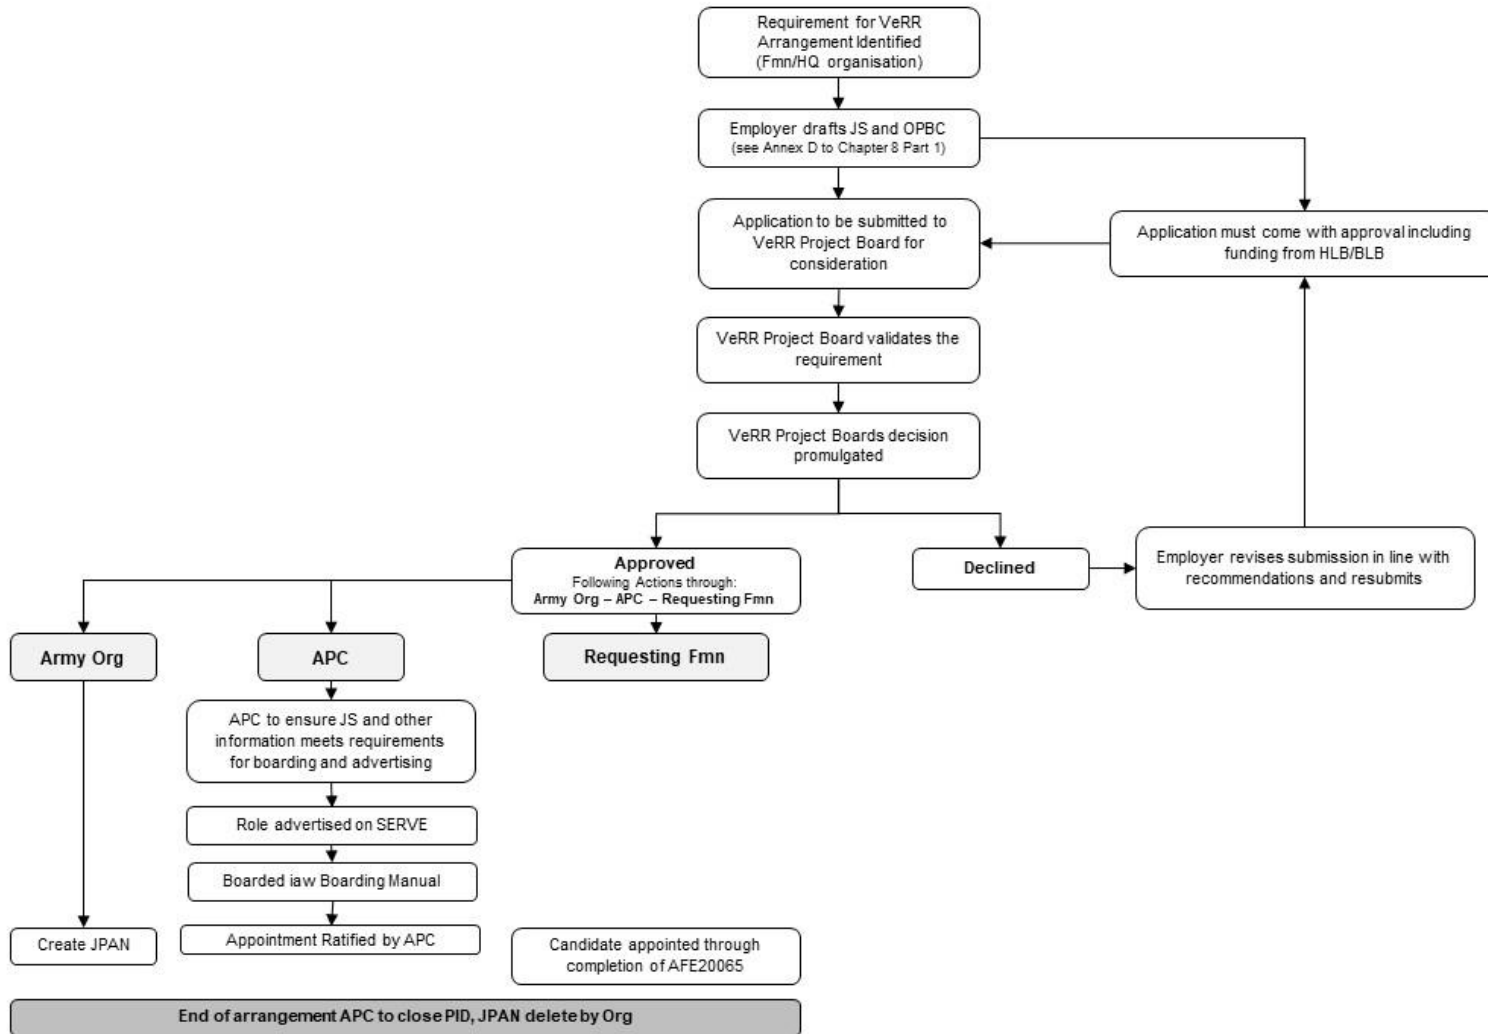 Requirement for VeRR
Arrangement Identified
(Fmn/HQ organisation)
Employer drafts JS and OPBC
(see Annex D to Chapter 8 Part 1)
Application to be submitted to
VeRR Project Board for
consideration
Application must come with approval including
funding from HLB/BLB
VeRR Project Board validates the
requirement
VeRR Project Boards decision
promulgated
Approved
Following Actions through:
Army Org – APC – Requesting Fmn
Declined
Employer revises submission in line with
recommendations and resubmits
Army Org
APC
Requesting Fmn
APC to ensure JS and other
information meets requirements
for boarding and advertising
Role advertised on SERVE
Boarded iaw Boarding Manual
Create JPAN
Appointment Ratified by APC
Candidate appointed through
completion of AFE20065
End of arrangement APC to close PID, JPAN delete by Org